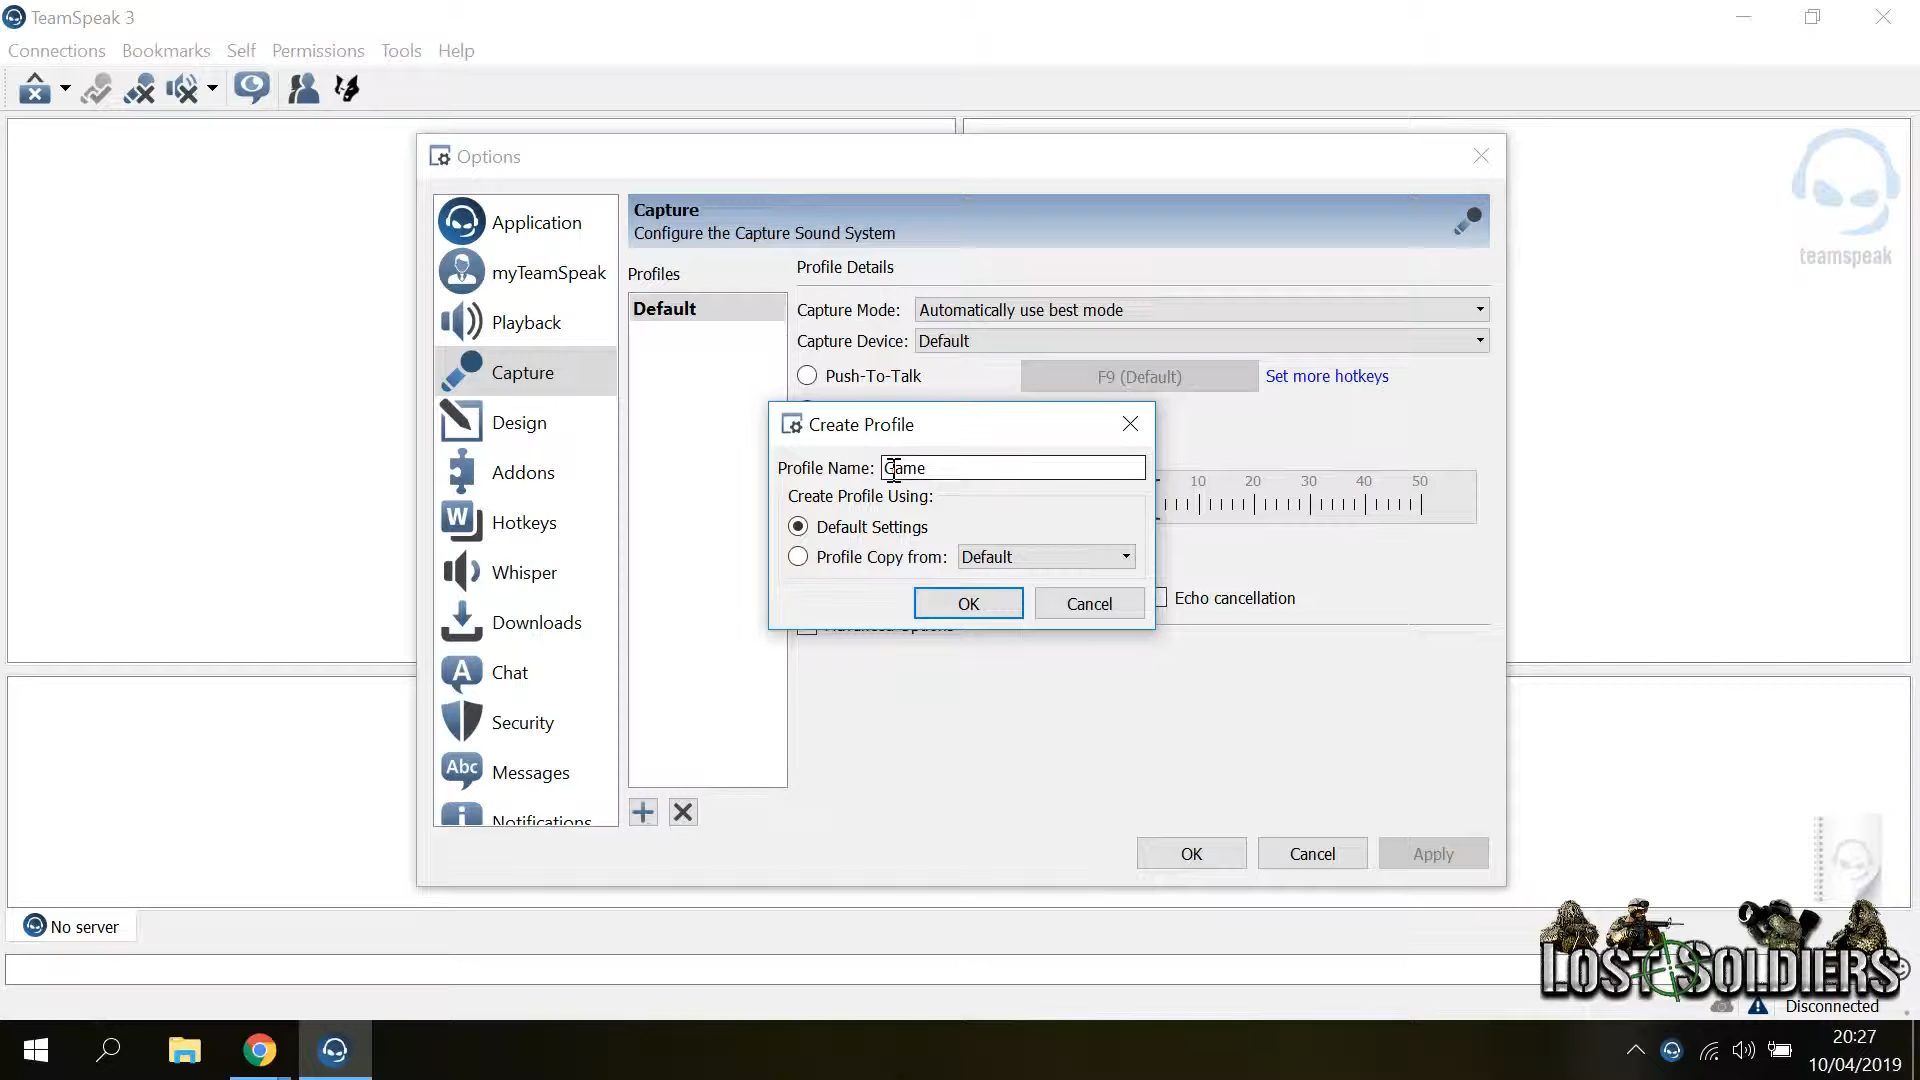 TeamSpeak 3
Connections Bookmarks Self Permissions Tools Help
teamspeak
Options
Application
myTeamSpeak
Playback
Capture
Design
Addons
Hotkeys
Whisper
Downloads
Chat
Security
Messages
Notifications
Capture
Configure the Capture Sound System
Profiles
Default
Profile Details
Capture Mode: Automatically use best mode
Capture Device: Default
Push-To-Talk F9 (Default) Set more hotkeys
10 20 30 40 50
Echo cancellation
Advanced Options
Create Profile
Profile Name: Game
Create Profile Using:
Default Settings
Profile Copy from: Default
OK Cancel
OK Cancel Apply
No server
LOST SOLDIERS
Disconnected
20:27
10/04/2019